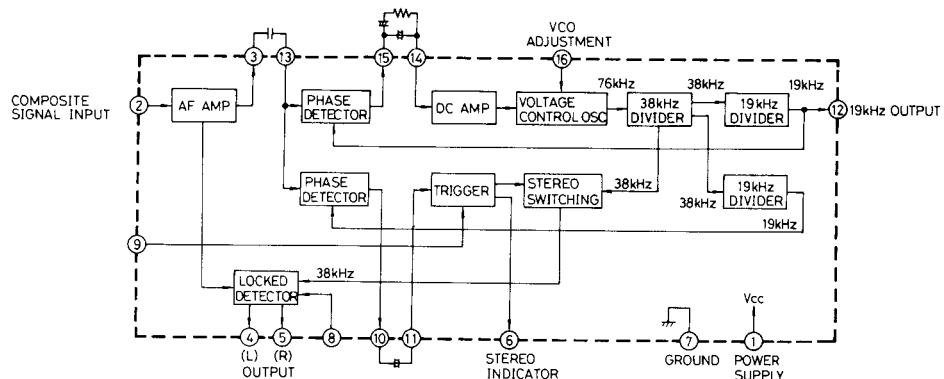 VCO
ADJUSTMENT
3
13
15
14
16
COMPOSITE
SIGNAL INPUT
2
AF AMP
PHASE
DETECTOR
DC AMP
VOLTAGE
CONTROL OSC
76kHz
38kHz
DIVIDER
38kHz
19kHz
DIVIDER
19kHz
12
19kHz OUTPUT
PHASE
DETECTOR
TRIGGER
STEREO
SWITCHING
38kHz
38kHz
19kHz
DIVIDER
19kHz
9
LOCKED
DETECTOR
38kHz
Vcc
4
5
8
10
11
6
7
1
(L)
(R)
OUTPUT
STEREO
INDICATOR
GROUND
POWER
SUPPLY